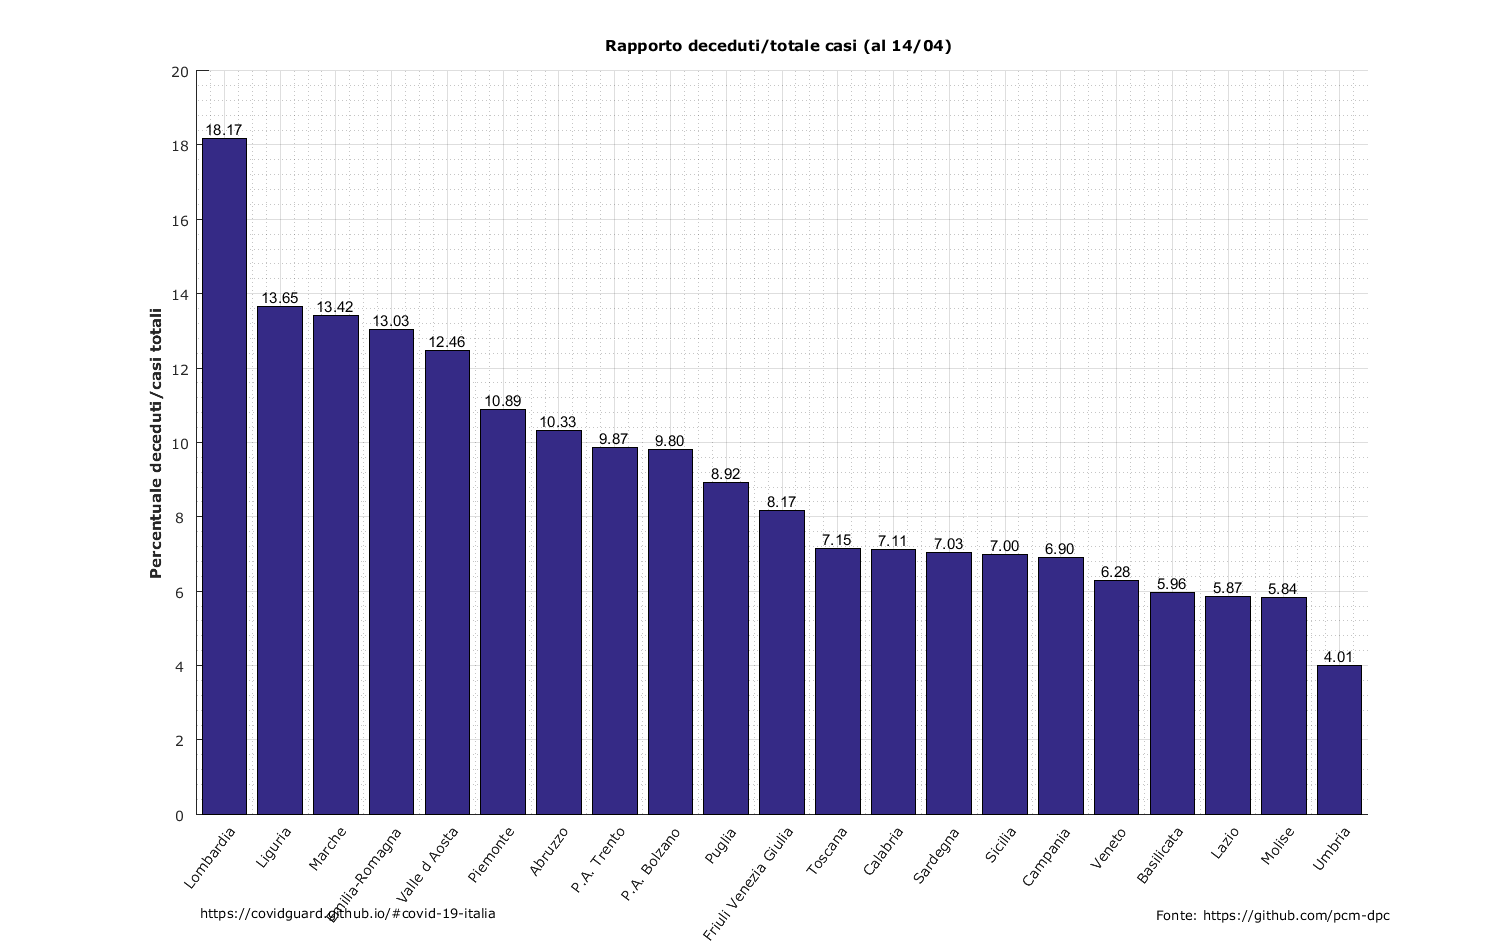 Rapporto deceduti/totale casi (al 14/04)
Percentuale deceduti/casi totali
20
18
16
14
12
10
8
6
4
2
0
18.17
13.65
13.42
13.03
12.46
10.89
10.33
9.87
9.80
8.92
8.17
7.15
7.11
7.03
7.00
6.90
6.28
5.96
5.87
5.84
4.01
Lombardia
Liguria
Marche
Emilia-Romagna
Valle d Aosta
Piemonte
Abruzzo
P.A. Trento
P.A. Bolzano
Puglia
Friuli Venezia Giulia
Toscana
Calabria
Sardegna
Sicilia
Campania
Veneto
Basilicata
Lazio
Molise
Umbria
https://covidguard.github.io/#covid-19-italia
Fonte: https://github.com/pcm-dpc